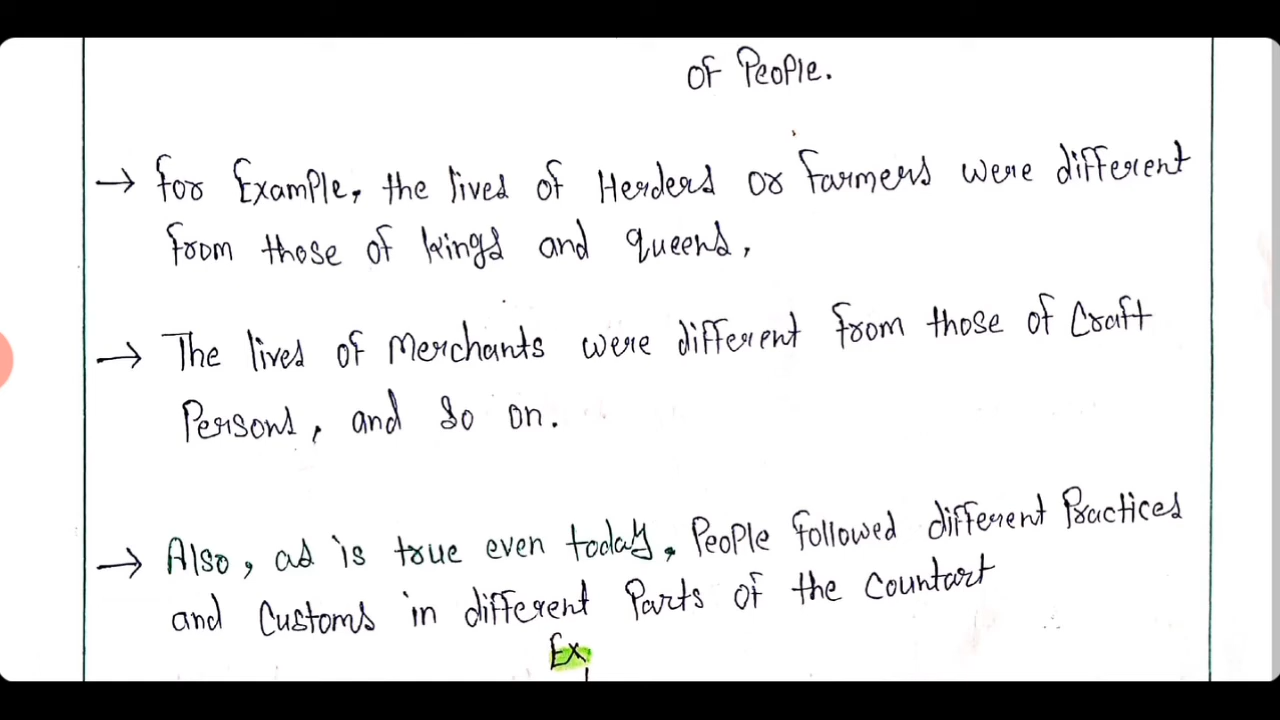 of People.
→ for Example, the lives of Herders or farmers were different
from those of kings and queens,
→ The lives of Merchants were different from those of Craft
Persons, and so on.
→ Also, as is true even today, People followed different Practices
and Customs in different Parts of the Countart
Ex